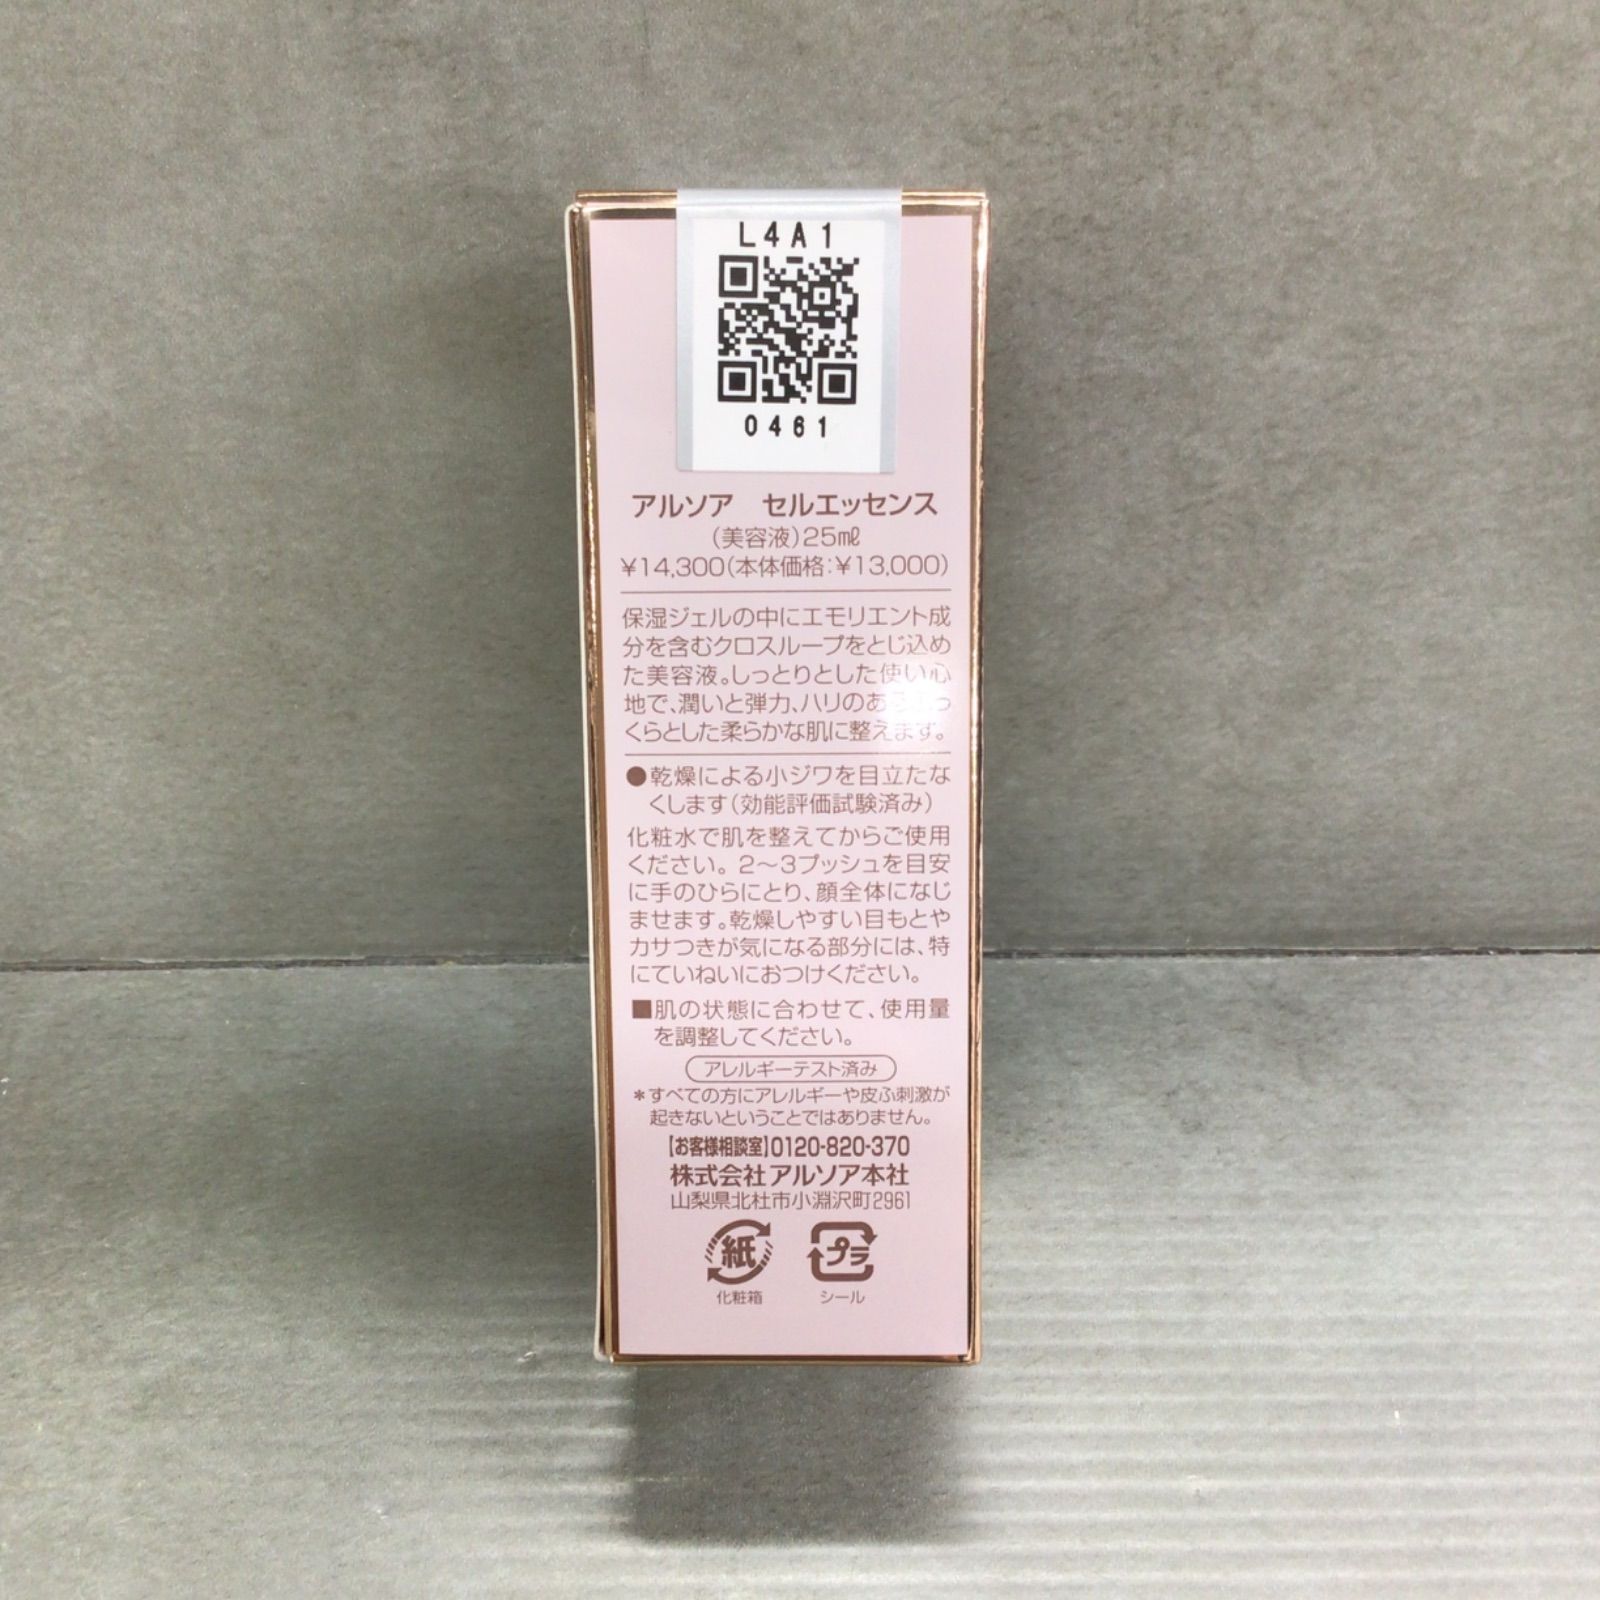 L4A1
0461
アルソア　セルエッセンス
(美容液)25mℓ
¥14,300(本体価格:¥13,000)
保湿ジェルの中にエモリエント成
分を含むクロスループをとじ込め
た美容液。しっとりとした使い心
地で、潤いと弾力、ハリのあるふっ
くらとした柔らかな肌に整えます。
●乾燥による小ジワを目立たな
くします(効能評価試験済み)
化粧水で肌を整えてからご使用
ください。2〜3プッシュを目安
に手のひらにとり、顔全体になじ
ませます。乾燥しやすい目もとや
カサつきが気になる部分には、特
にていねいにおつけください。
■肌の状態に合わせて、使用量
を調整してください。
アレルギーテスト済み
＊すべての方にアレルギーや皮ふ刺激が
起きないということではありません。
【お客様相談室】0120-820-370
株式会社アルソア本社
山梨県北杜市小淵沢町2961
紙 プラ
化粧箱 シール